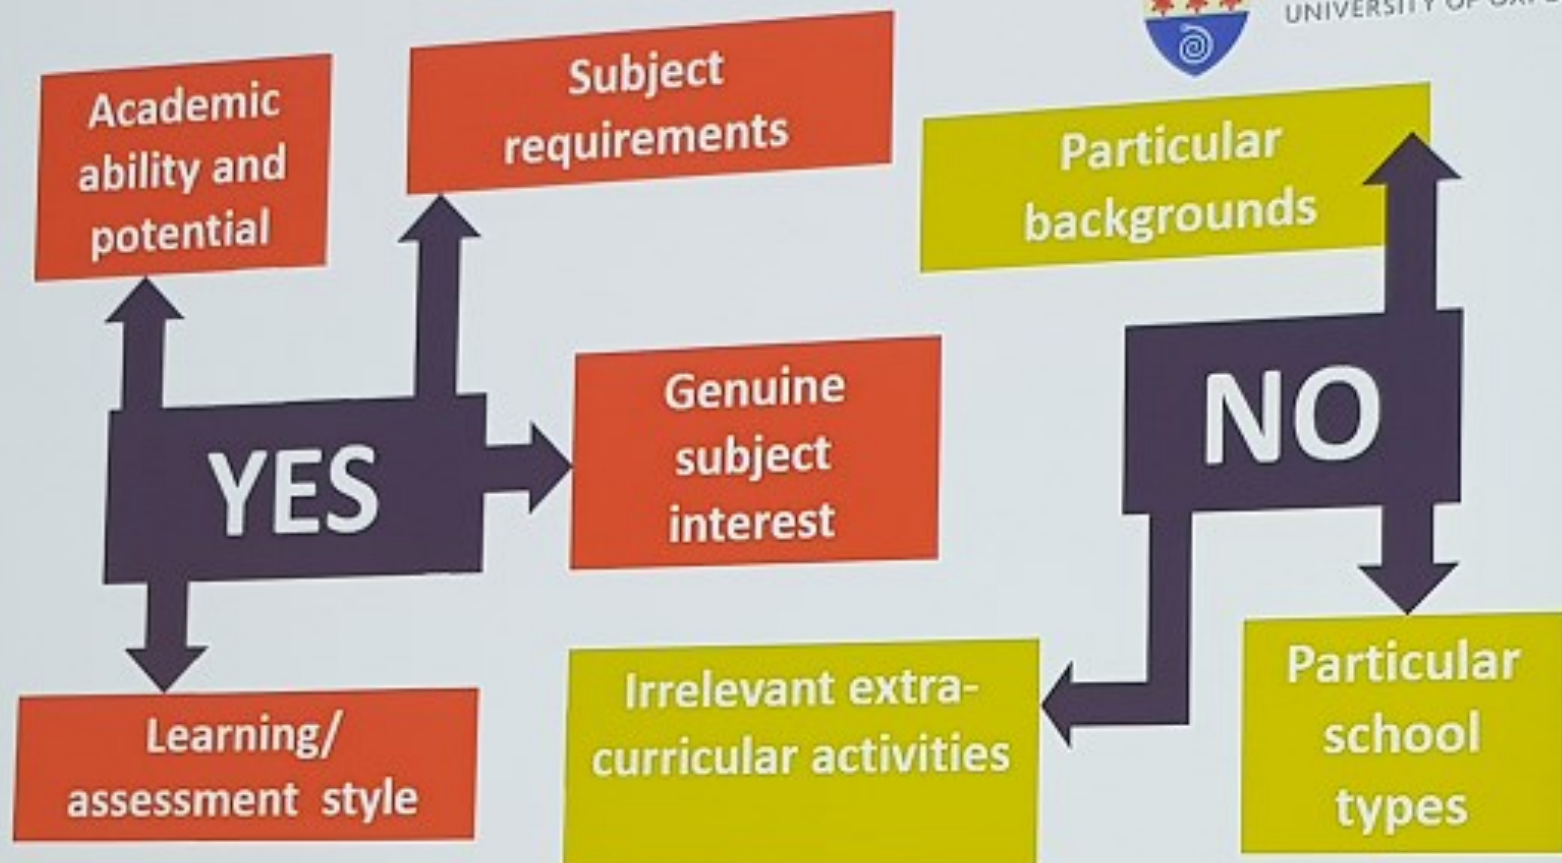 UNIVERSITY OF
Academic
ability and
potential
Subject
requirements
Particular
backgrounds
YES
Genuine
subject
interest
NO
Learning/
assessment style
Irrelevant extra-
curricular activities
Particular
school
types